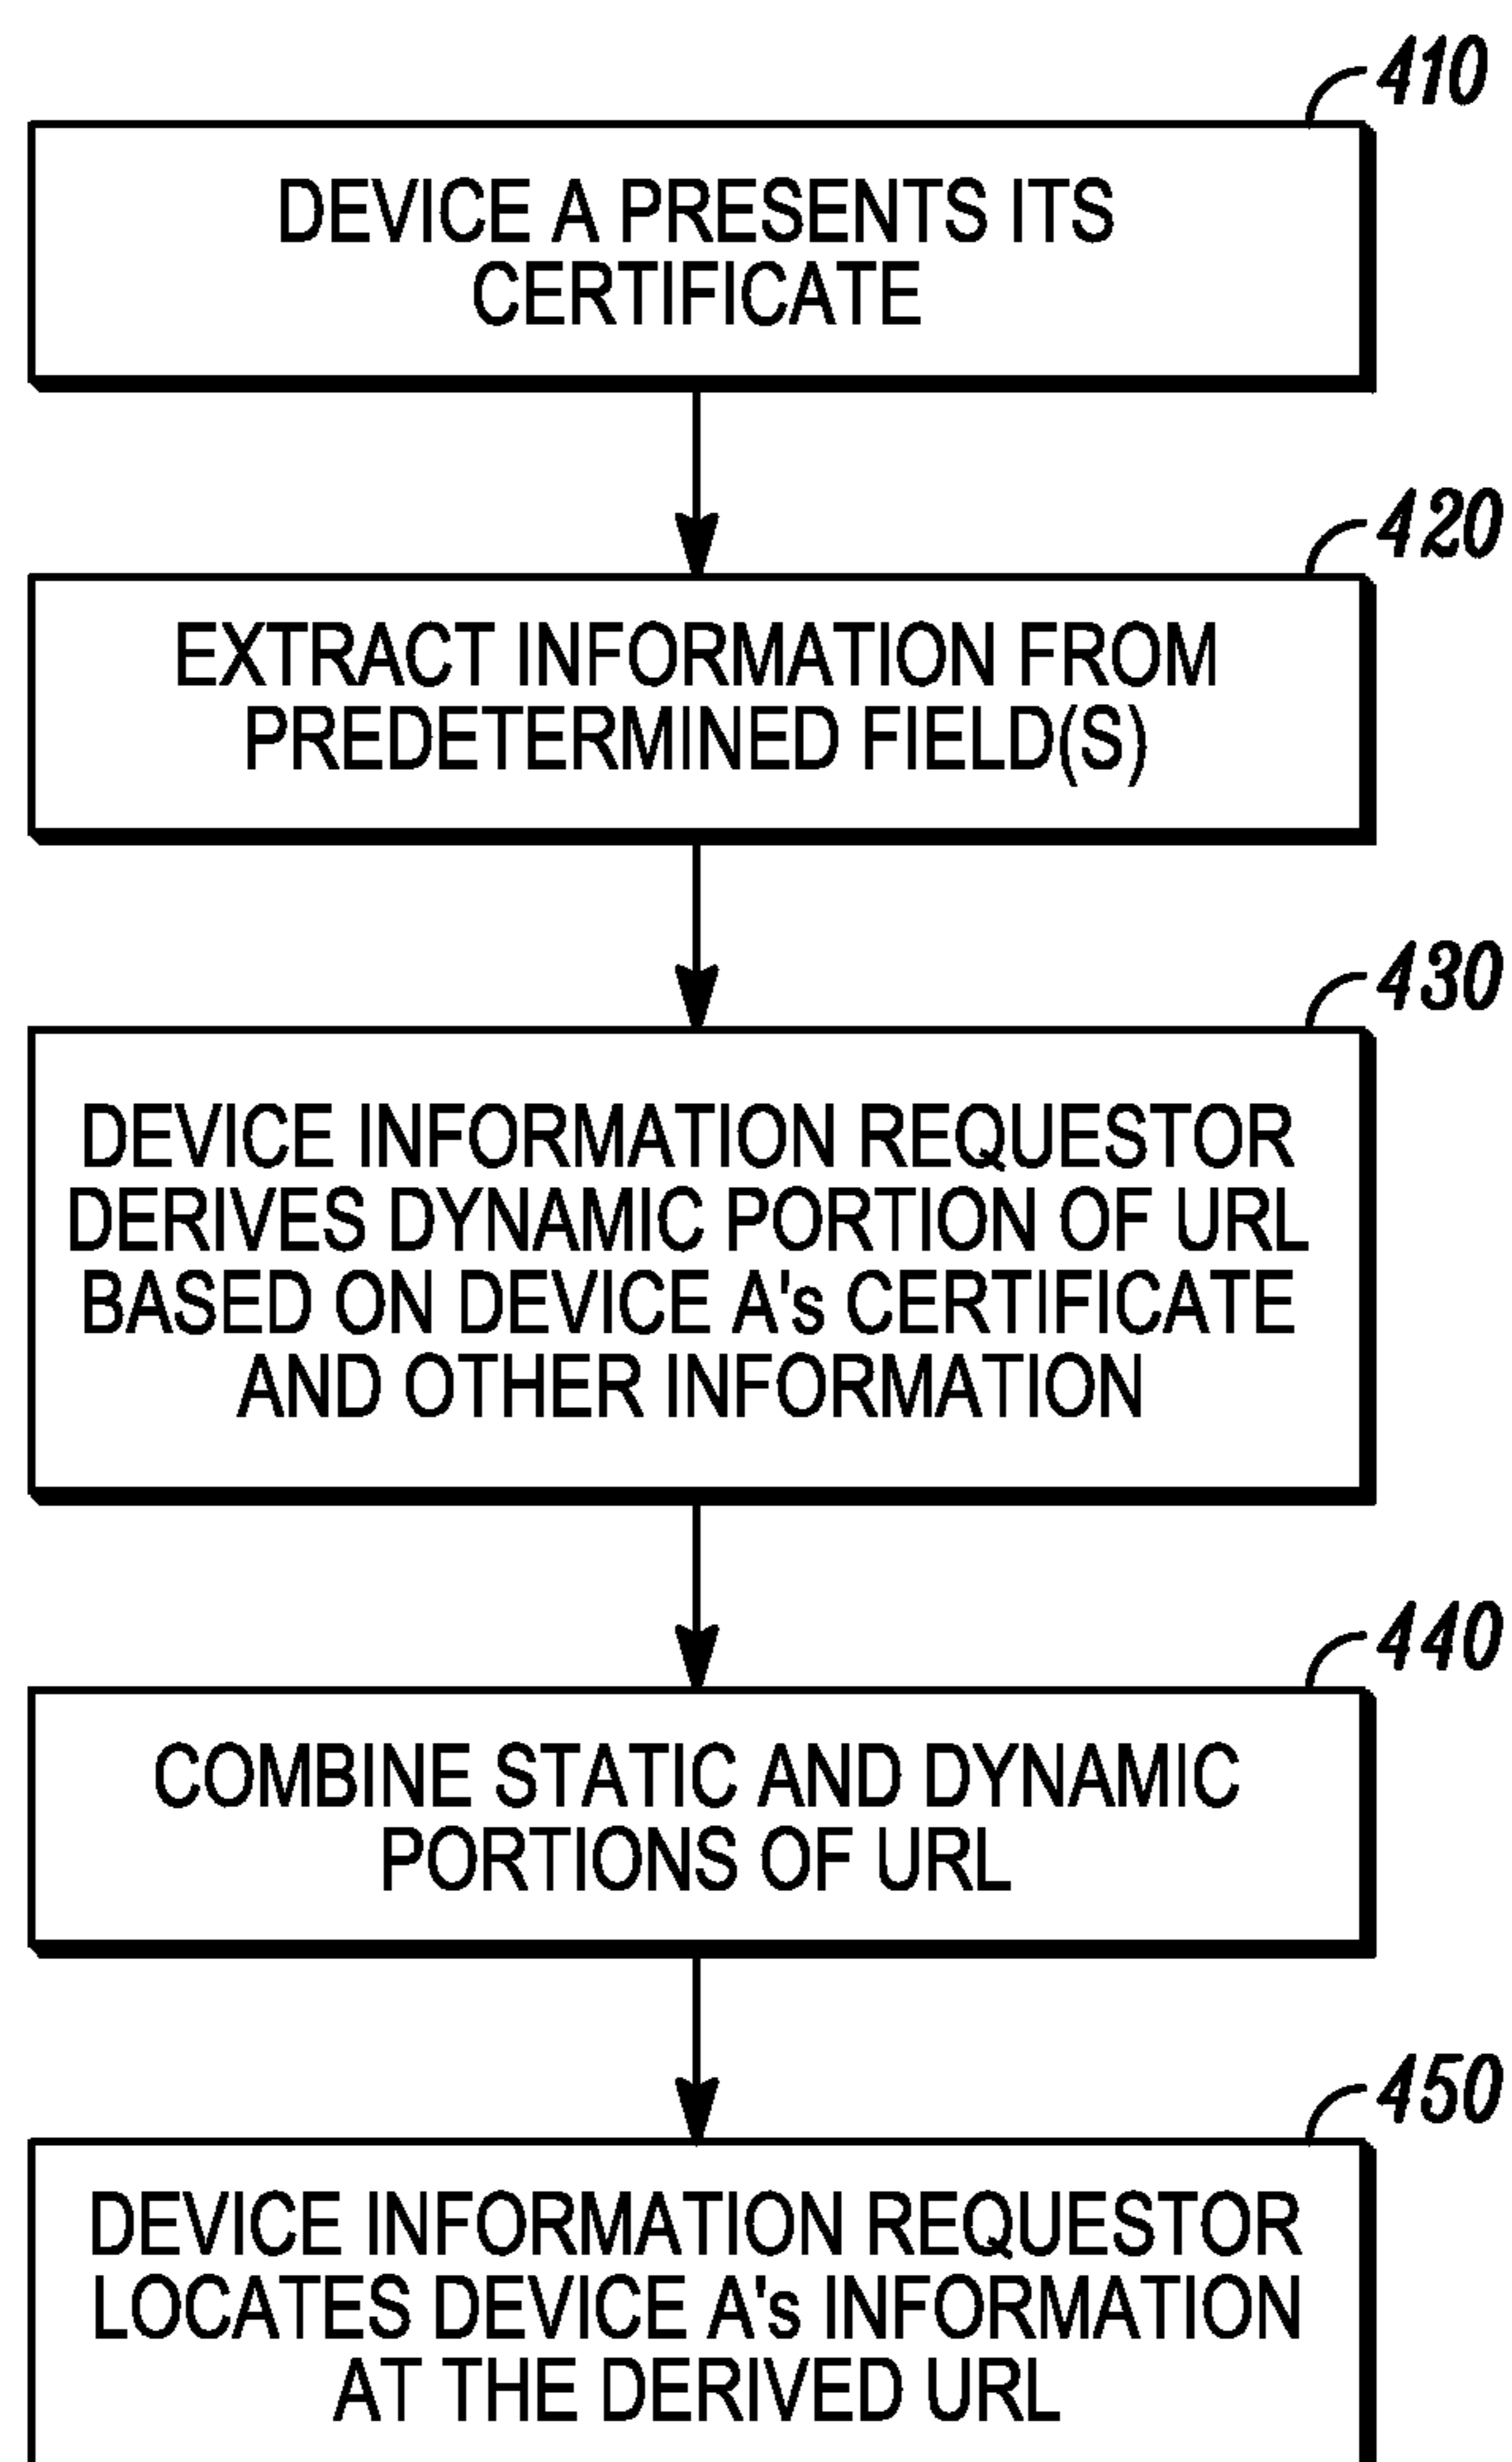 410
DEVICE A PRESENTS ITS
CERTIFICATE
420
EXTRACT INFORMATION FROM
PREDETERMINED FIELD(S)
430
DEVICE INFORMATION REQUESTOR
DERIVES DYNAMIC PORTION OF URL
BASED ON DEVICE A's CERTIFICATE
AND OTHER INFORMATION
440
COMBINE STATIC AND DYNAMIC
PORTIONS OF URL
450
DEVICE INFORMATION REQUESTOR
LOCATES DEVICE A's INFORMATION
AT THE DERIVED URL